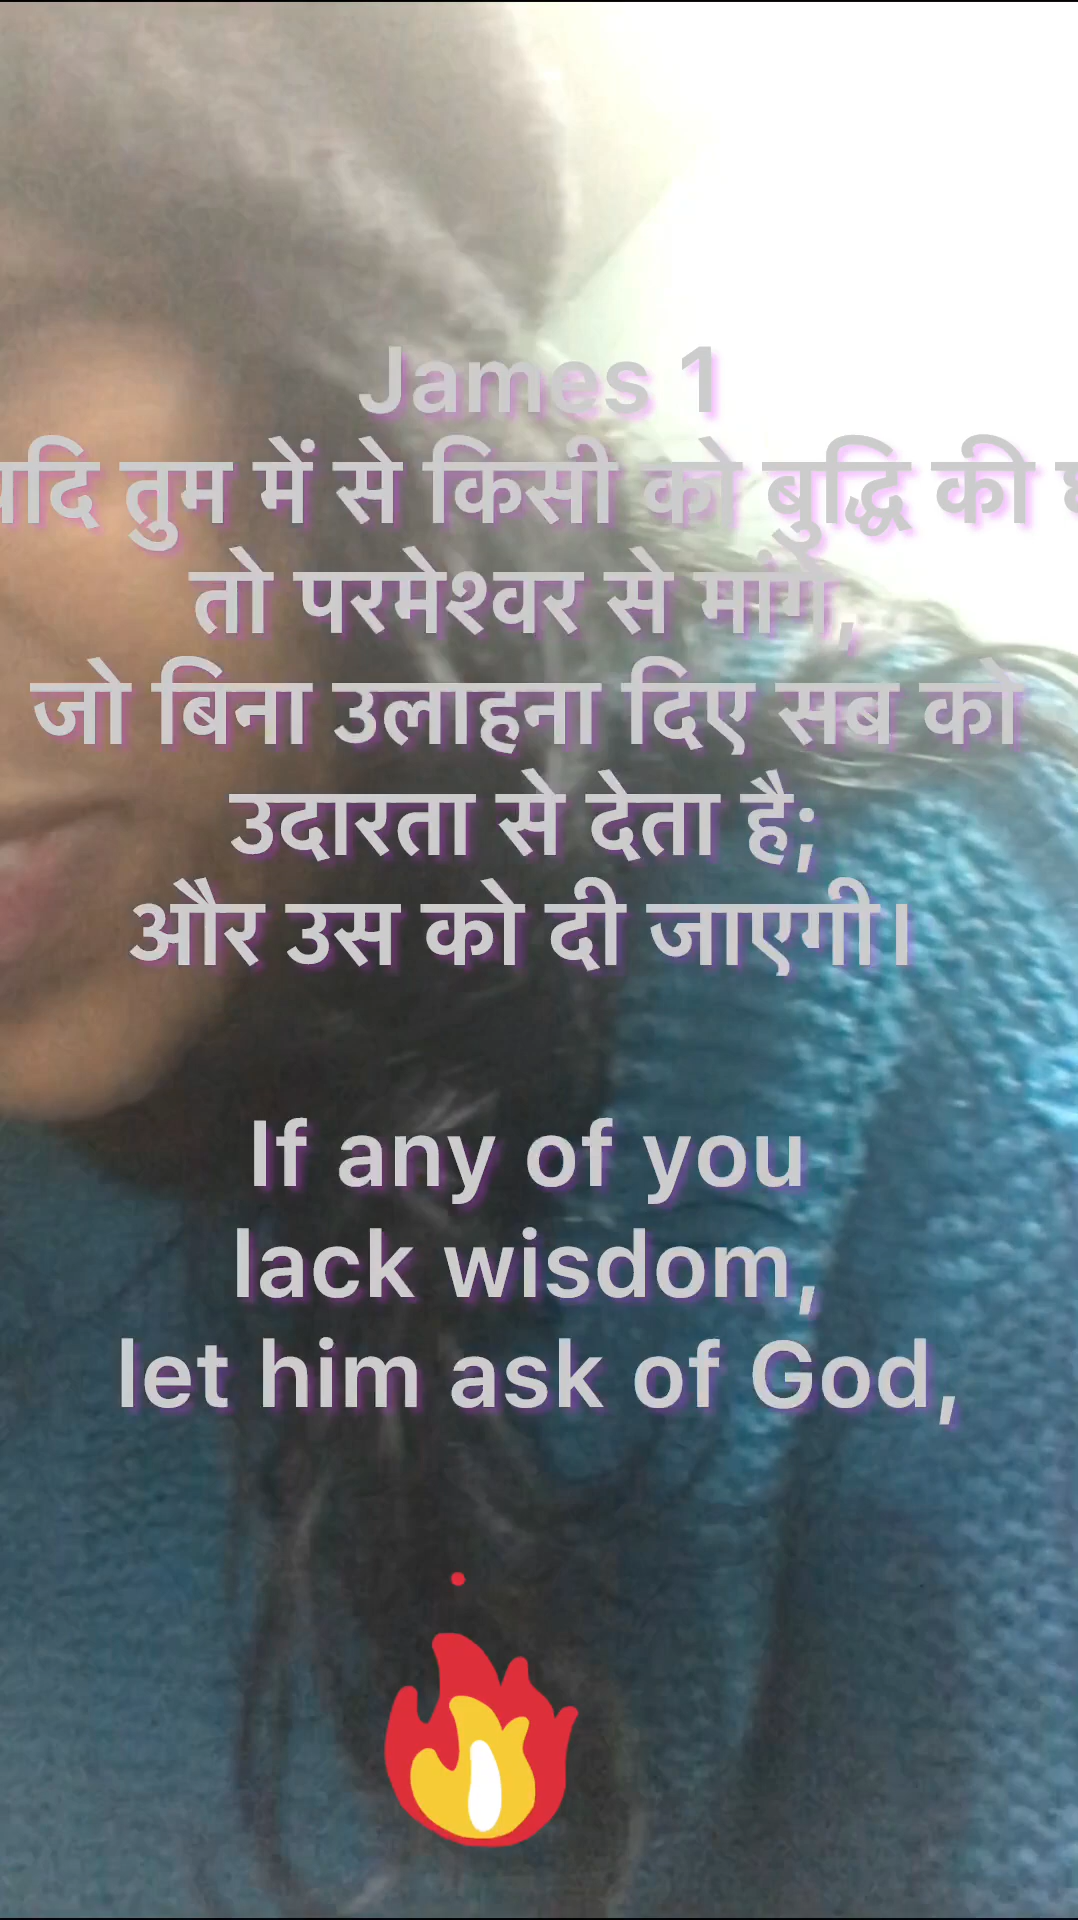 James 1
यदि तुम में से किसी को बुद्धि की
तो परमेश्वर से मांगे,
जो बिना उलाहना दिए सब को
उदारता से देता है;
और उस को दी जाएगी।
If any of you
lack wisdom,
let him ask of God,